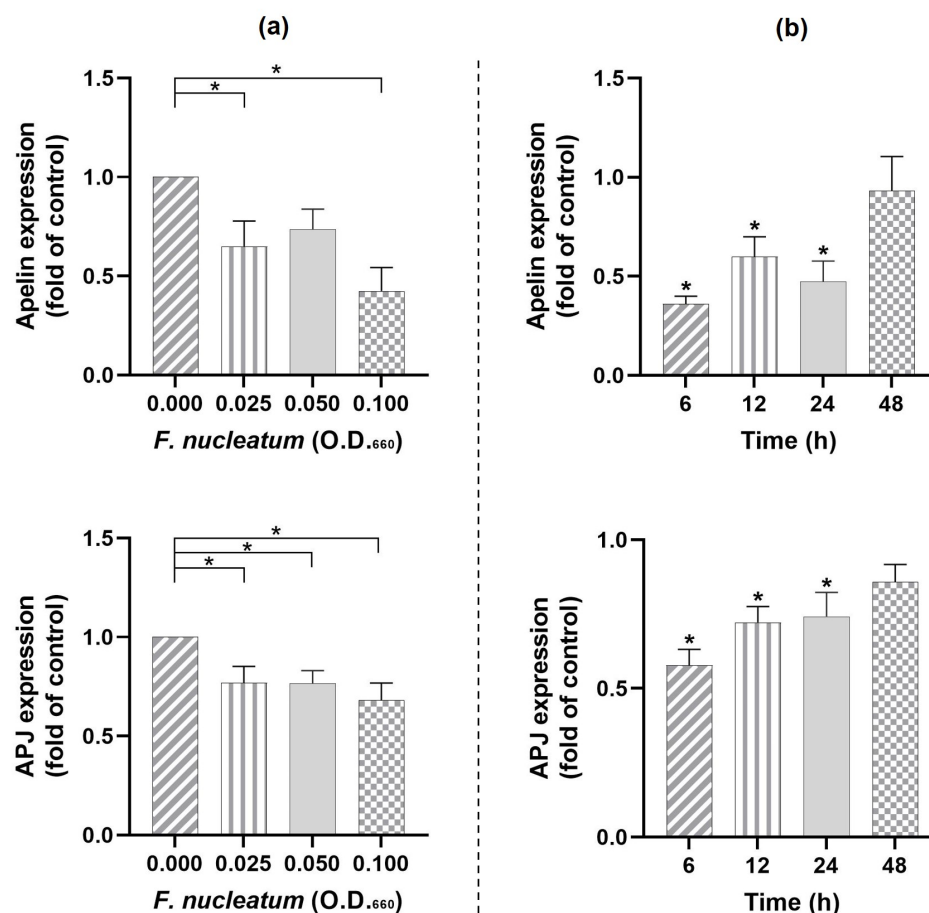 (a)
Apelin expression
(fold of control)
1.5
1.0
0.5
0.0
*
*
0.000 0.025 0.050 0.100
F. nucleatum (O.D.660)
APJ expression
(fold of control)
1.5
1.0
0.5
0.0
*
*
*
0.000 0.025 0.050 0.100
F. nucleatum (O.D.660)
(b)
Apelin expression
(fold of control)
1.5
1.0
0.5
0.0
* * *
6 12 24 48
Time (h)
APJ expression
(fold of control)
1.0
0.5
0.0
* * *
6 12 24 48
Time (h)